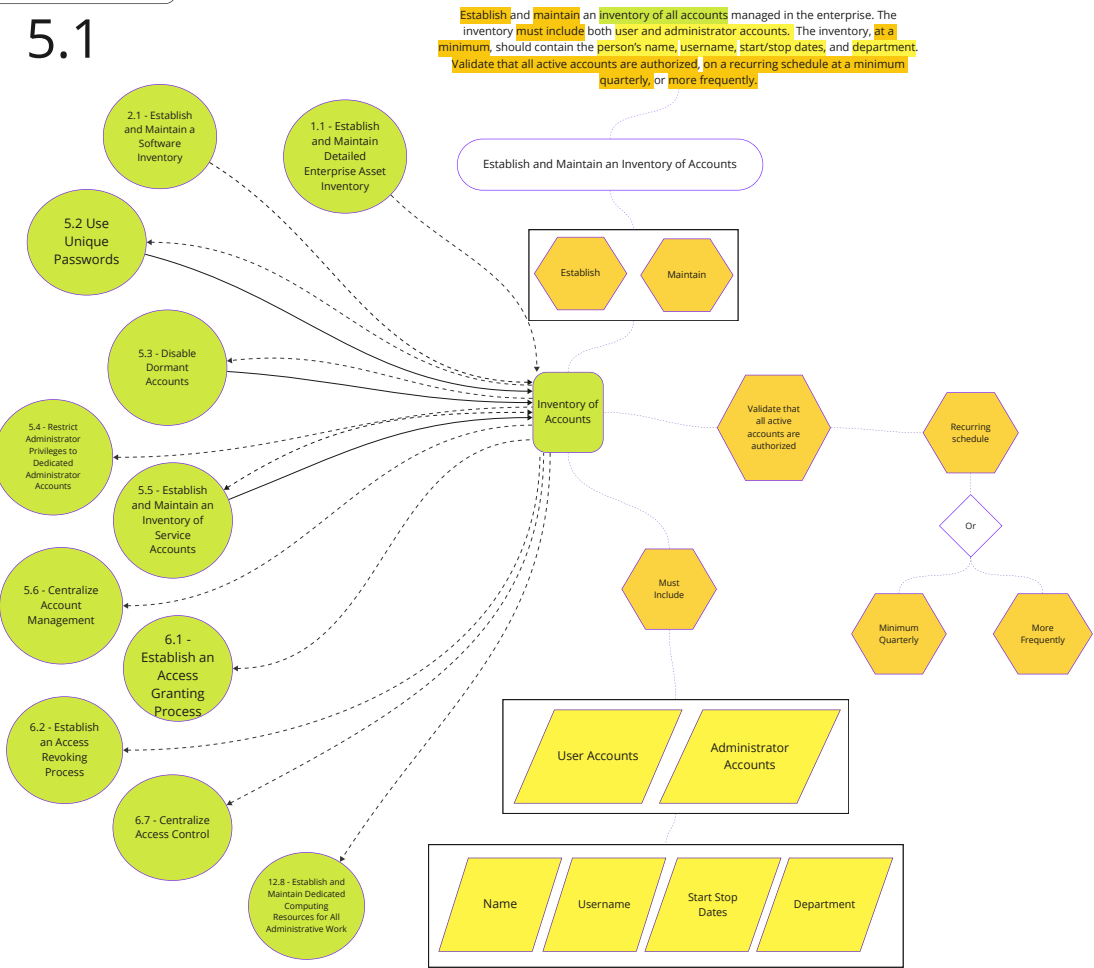 5.1
Establish and maintain an inventory of all accounts managed in the enterprise. The
inventory must include both user and administrator accounts. The inventory, at a
minimum, should contain the person's name, username, start/stop dates, and department.
Validate that all active accounts are authorized, on a recurring schedule at a minimum
quarterly, or more frequently.
2.1 - Establish
and Maintain a
Software
Inventory
1.1 - Establish
and Maintain
Detailed
Enterprise Asset
Inventory
Establish and Maintain an Inventory of Accounts
5.2 Use
Unique
Passwords
Establish
Maintain
5.3 - Disable
Dormant
Accounts
Inventory of
Accounts
Validate that
all active
accounts are
authorized
Recurring
schedule
5.4 - Restrict
Administrator
Privileges to
Dedicated
Administrator
Accounts
5.5 - Establish
and Maintain an
Inventory of
Service
Accounts
Or
5.6 - Centralize
Account
Management
Must
Include
Minimum
Quarterly
More
Frequently
6.1 -
Establish an
Access
Granting
Process
6.2 - Establish
an Access
Revoking
Process
User Accounts
Administrator
Accounts
6.7 - Centralize
Access Control
12.8 - Establish and
Maintain Dedicated
Computing
Resources for All
Administrative Work
Name
Username
Start Stop
Dates
Department